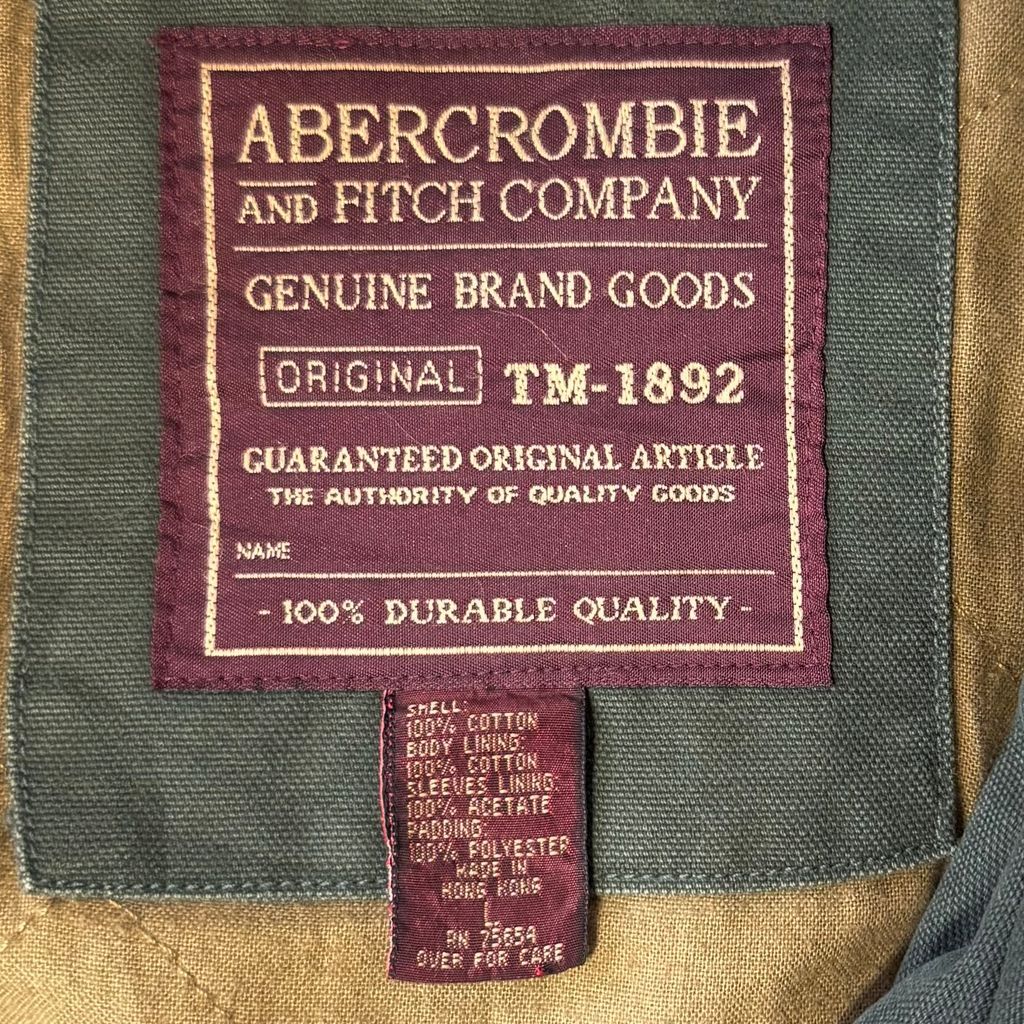 ABERCROMBIE
AND FITCH COMPANY
GENUINE BRAND GOODS
ORIGINAL TM-1892
GUARANTEED ORIGINAL ARTICLE
THE AUTHORITY OF QUALITY GOODS
NAME
- 100% DURABLE QUALITY -
SHELL:
100% COTTON
BODY LINING:
100% COTTON
SLEEVES LINING
100% ACETATE
PADDING
100% POLYESTER
MADE IN
HONG KONG
L
RN 75654
OVER FOR CARE